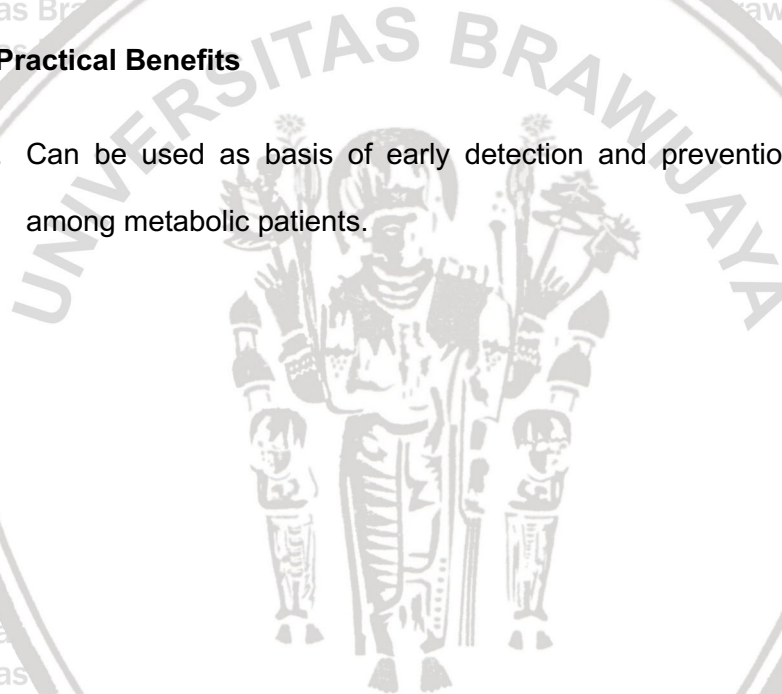 as Bra
Practical Benefits
UNIVERSITAS BRAWIJAYA
Can be used as basis of early detection and preventio
among metabolic patients.
as